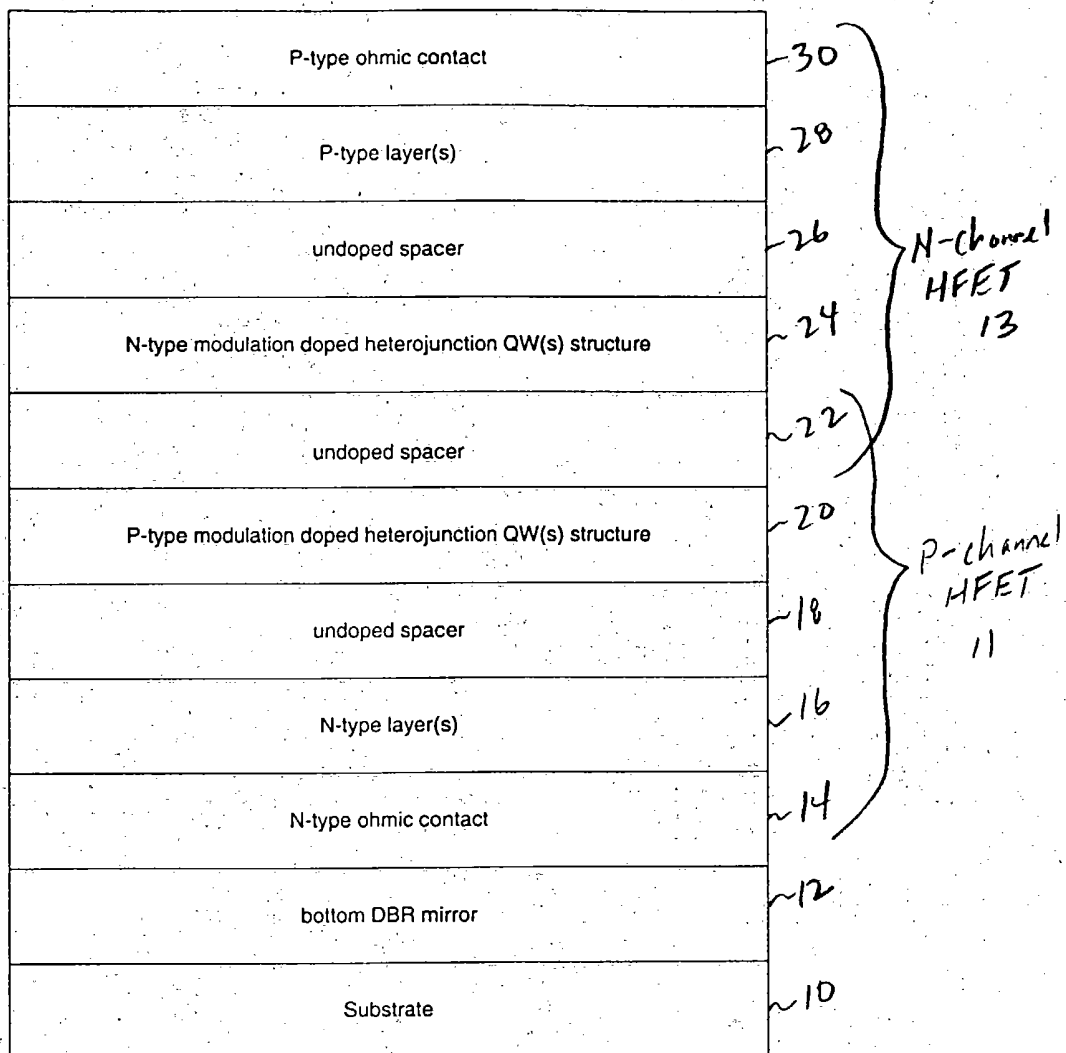 P-type ohmic contact
30
P-type layer(s)
28
undoped spacer
26
N-type modulation doped heterojunction QW(s) structure
24
undoped spacer
22
P-type modulation doped heterojunction QW(s) structure
20
undoped spacer
18
N-type layer(s)
16
N-type ohmic contact
14
bottom DBR mirror
12
Substrate
10
N-channel
HFET
13
P-channel
HFET
11